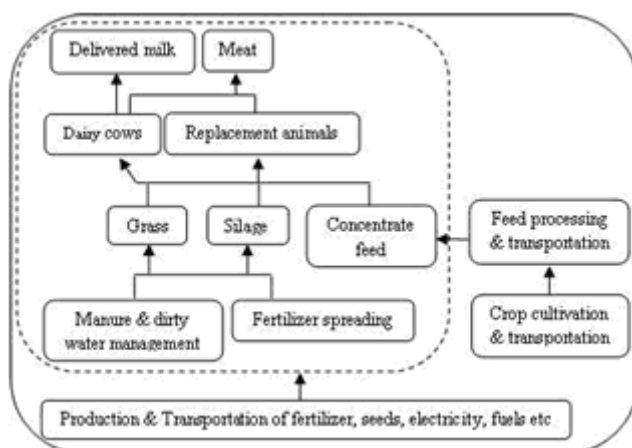 Delivered milk
Meat
Dairy cows
Replacement animals
Grass
Silage
Concentrate
feed
Feed processing
& transportation
Manure & dirty
water management
Fertilizer spreading
Crop cultivation
& transportation
Production & Transportation of fertilizer, seeds, electricity, fuels etc